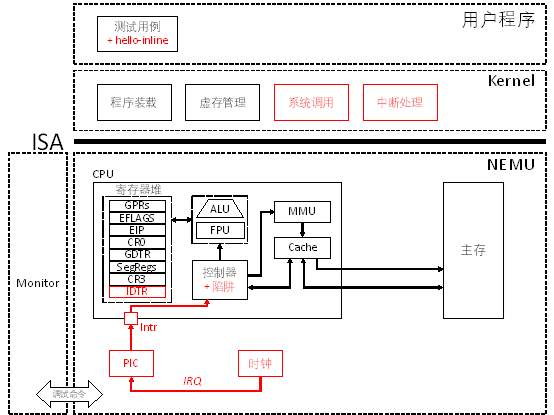 用户程序
测试用例
+ hello-inline
Kernel
程序装载
虚存管理
系统调用
中断处理
ISA
NEMU
CPU
寄存器堆
GPRs
EFLAGS
EIP
CR0
GDTR
SegRegs
CR3
IDTR
ALU
FPU
MMU
Cache
控制器
+ 陷阱
主存
Monitor
Intr
PIC
时钟
IRQ
调试命令